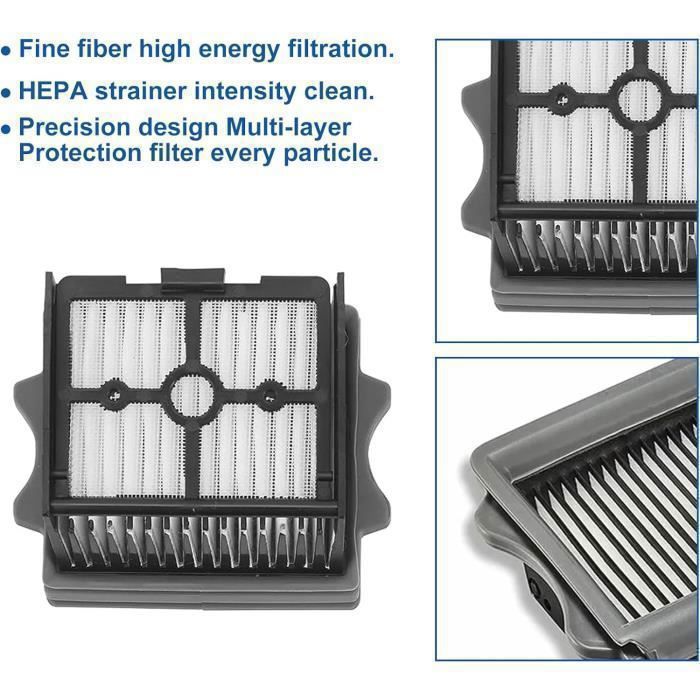 • Fine fiber high energy filtration.
• HEPA strainer intensity clean.
• Precision design Multi-layer
Protection filter every particle.